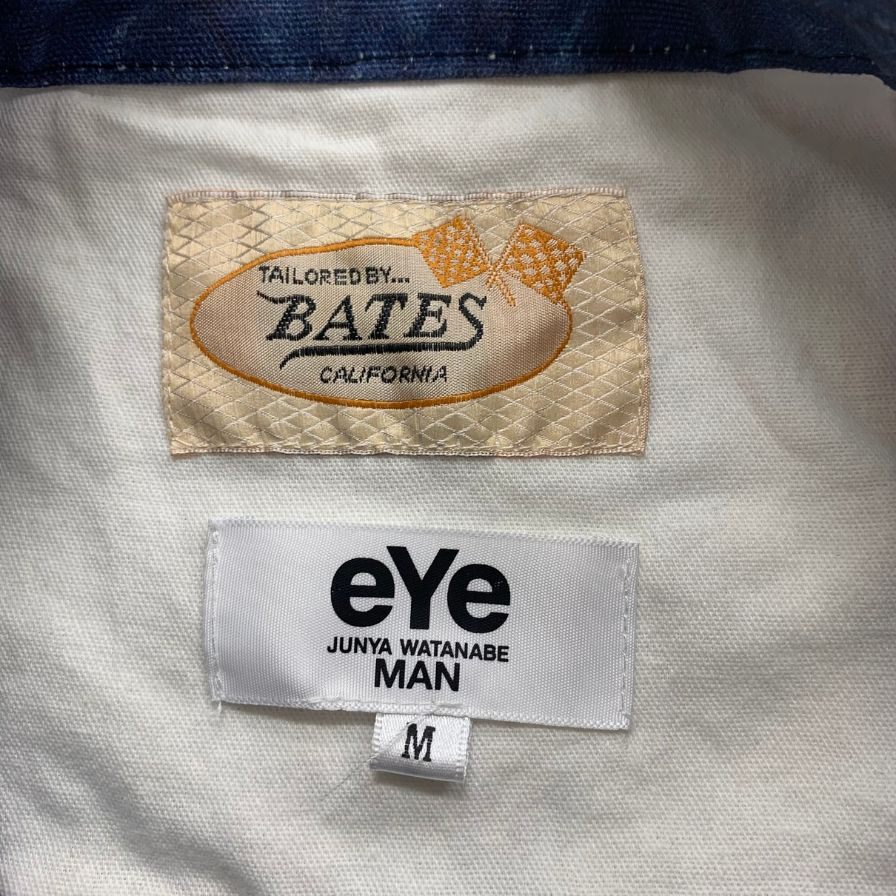 TAILORED BY...
BATES
CALIFORNIA
eYe
JUNYA WATANABE
MAN
M